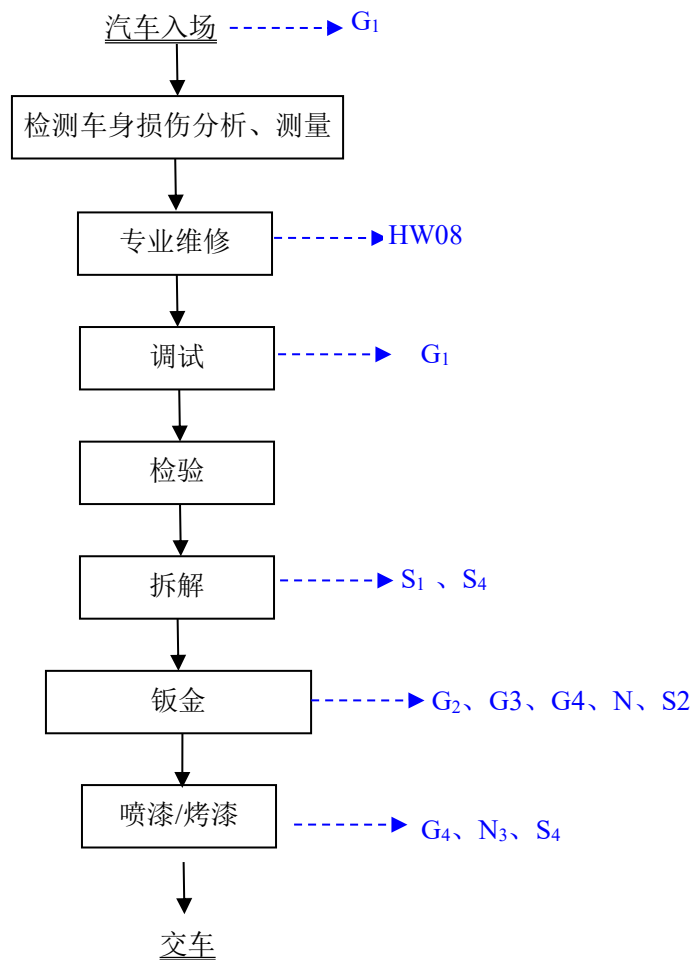 汽车入场 G₁
检测车身损伤分析、测量
专业维修 HW08
调试 G₁
检验
拆解 S₁ 、S₄
钣金 G₂、G3、G4、N、S2
喷漆/烤漆 G₄、N₃、S₄
交车